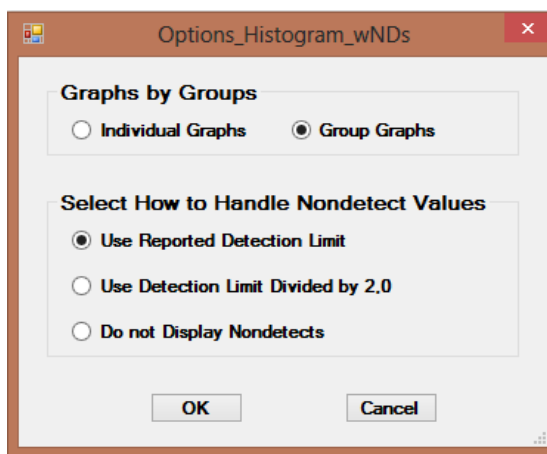 Options_Histogram_wNDs
Graphs by Groups
Individual Graphs Group Graphs
Select How to Handle Nondetect Values
Use Reported Detection Limit
Use Detection Limit Divided by 2.0
Do not Display Nondetects
OK Cancel